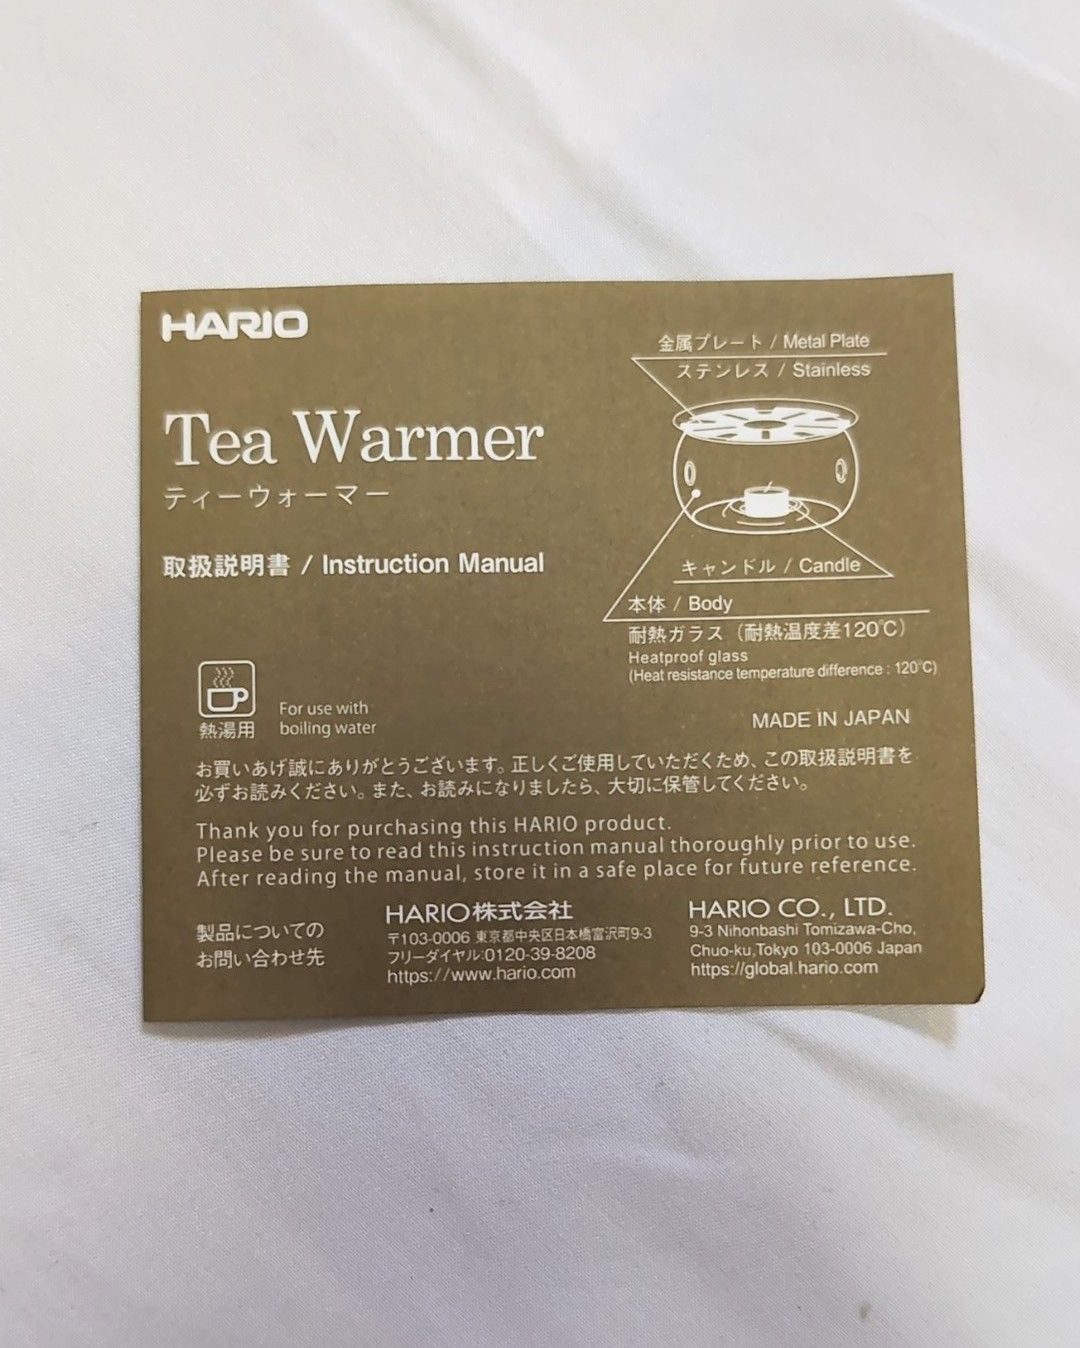 HARIO
Tea Warmer
ティーウォーマー
取扱説明書 / Instruction Manual
金属プレート / Metal Plate
ステンレス / Stainless
キャンドル / Candle
本体 / Body
耐熱ガラス（耐熱温度差120℃）
Heatproof glass
(Heat resistance temperature difference : 120℃)
熱湯用
For use with
boiling water
MADE IN JAPAN
お買いあげ誠にありがとうございます。正しくご使用していただくため、この取扱説明書を
必ずお読みください。また、お読みになりましたら、大切に保管してください。
Thank you for purchasing this HARIO product.
Please be sure to read this instruction manual thoroughly prior to use.
After reading the manual, store it in a safe place for future reference.
製品についての
お問い合わせ先
HARIO株式会社
〒103-0006 東京都中央区日本橋富沢町9-3
フリーダイヤル:0120-39-8208
https://www.hario.com
HARIO CO., LTD.
9-3 Nihonbashi Tomizawa-Cho,
Chuo-ku,Tokyo 103-0006 Japan
https://global.hario.com